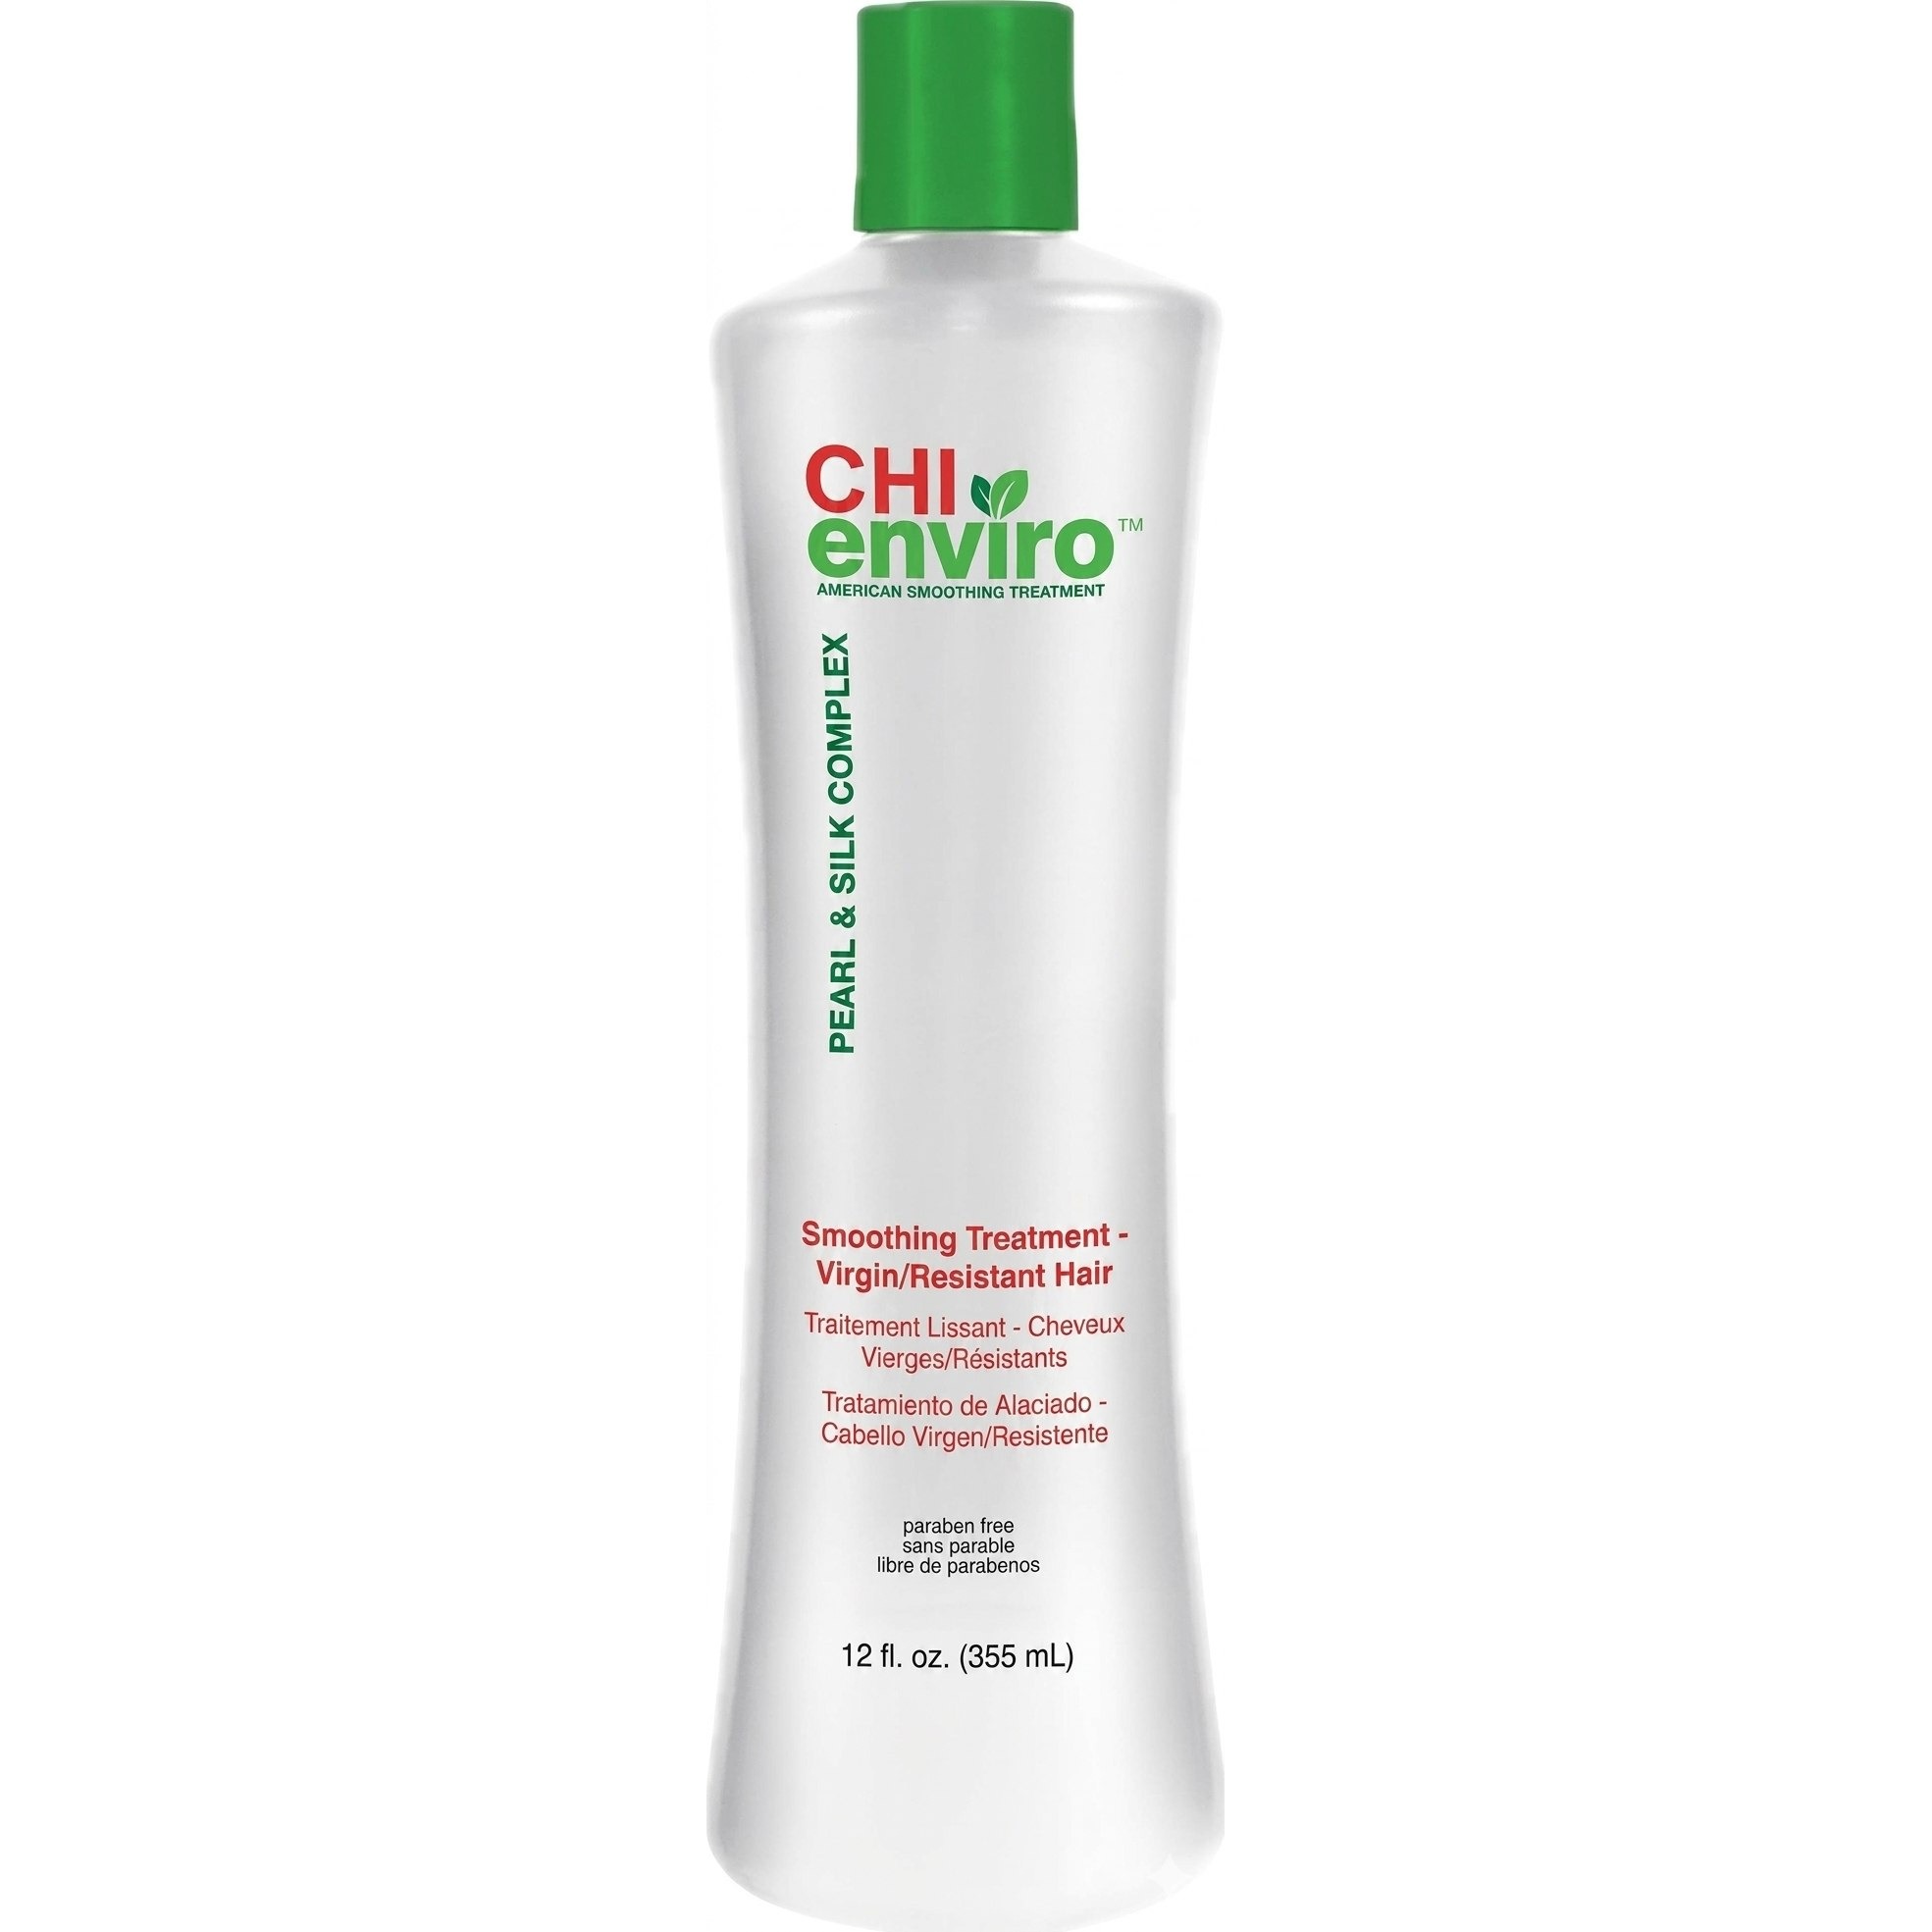 CHI
enviro™
AMERICAN SMOOTHING TREATMENT
PEARL & SILK COMPLEX
Smoothing Treatment -
Virgin/Resistant Hair
Traitement Lissant - Cheveux
Vierges/Résistants
Tratamiento de Alaciado -
Cabello Virgen/Resistente
paraben free
sans parable
libre de parabenos
12 fl. oz. (355 mL)